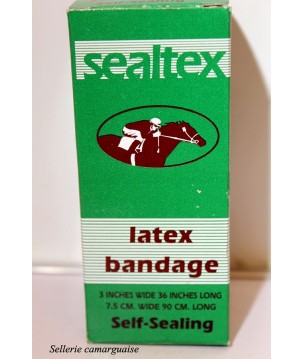 sealtex
latex
bandage
3 INCHES WIDE 36 INCHES LONG
7.5 CM. WIDE 90 CM. LONG
Self-Sealing
Sellerie camarguaise